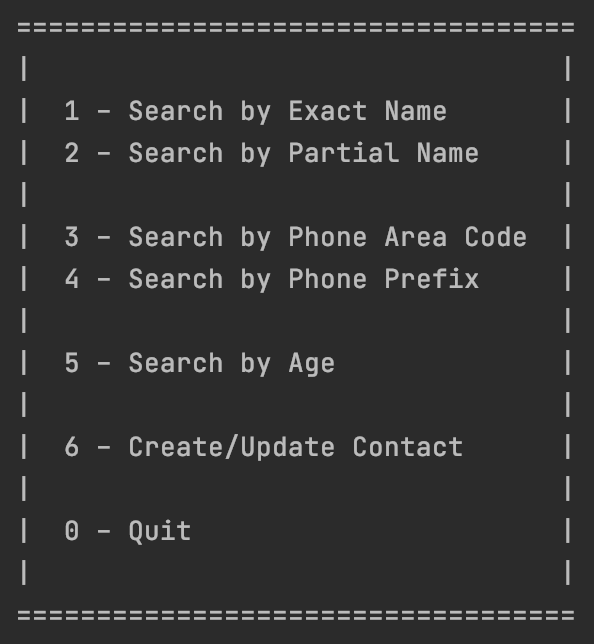 ===================================
|                                 |
|  1 - Search by Exact Name       |
|  2 - Search by Partial Name     |
|                                 |
|  3 - Search by Phone Area Code  |
|  4 - Search by Phone Prefix     |
|                                 |
|  5 - Search by Age              |
|                                 |
|  6 - Create/Update Contact      |
|                                 |
|  0 - Quit                       |
|                                 |
===================================